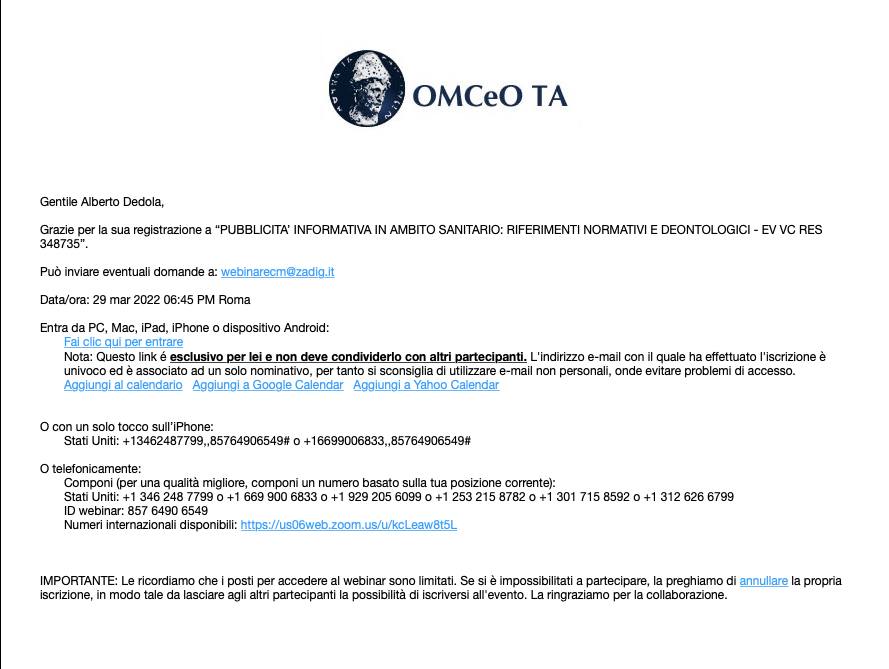 OMCeO TA
Gentile Alberto Dedola,
Grazie per la sua registrazione a “PUBBLICITA’ INFORMATIVA IN AMBITO SANITARIO: RIFERIMENTI NORMATIVI E DEONTOLOGICI - EV VC RES
348735”.
Può inviare eventuali domande a: webinarecm@zadig.it
Data/ora: 29 mar 2022 06:45 PM Roma
Entra da PC, Mac, iPad, iPhone o dispositivo Android:
Fai clic qui per entrare
Nota: Questo link é esclusivo per lei e non deve condividerlo con altri partecipanti. L'indirizzo e-mail con il quale ha effettuato l'iscrizione è
univoco ed è associato ad un solo nominativo, per tanto si sconsiglia di utilizzare e-mail non personali, onde evitare problemi di accesso.
Aggiungi al calendario Aggiungi a Google Calendar Aggiungi a Yahoo Calendar
O con un solo tocco sull’iPhone:
Stati Uniti: +13462487799,,85764906549# o +16699006833,,85764906549#
O telefonicamente:
Componi (per una qualità migliore, componi un numero basato sulla tua posizione corrente):
Stati Uniti: +1 346 248 7799 o +1 669 900 6833 o +1 929 205 6099 o +1 253 215 8782 o +1 301 715 8592 o +1 312 626 6799
ID webinar: 857 6490 6549
Numeri internazionali disponibili: https://us06web.zoom.us/u/kcLeaw8t5L
IMPORTANTE: Le ricordiamo che i posti per accedere al webinar sono limitati. Se si è impossibilitati a partecipare, la preghiamo di annullare la propria
iscrizione, in modo tale da lasciare agli altri partecipanti la possibilità di iscriversi all'evento. La ringraziamo per la collaborazione.